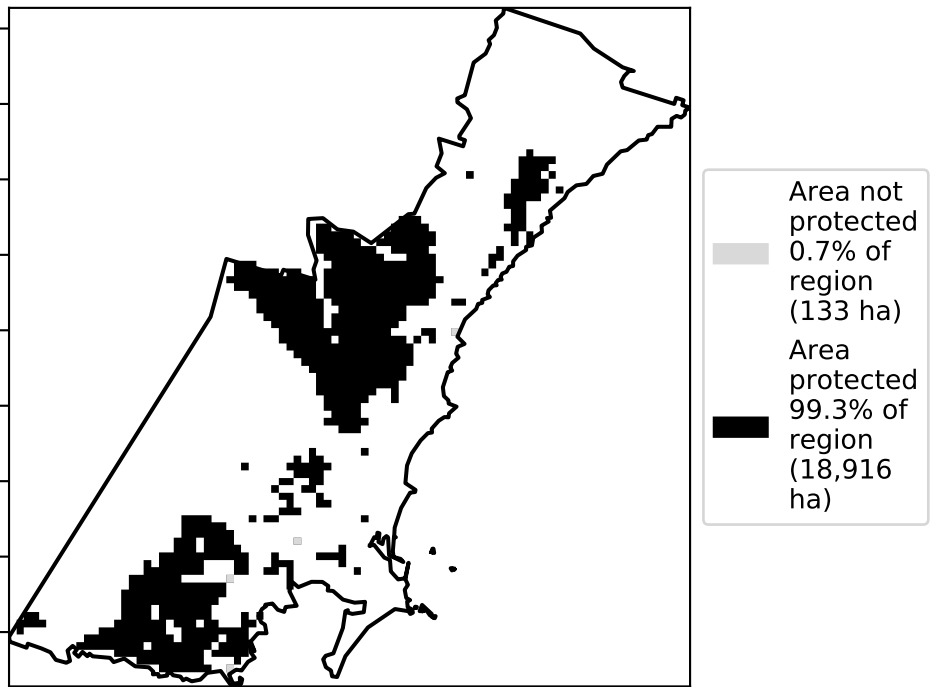 Area not
protected
0.7% of
region
(133 ha)
Area
protected
99.3% of
region
(18,916
ha)